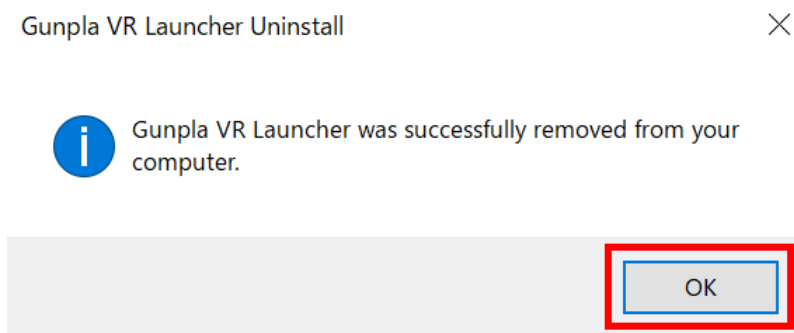 Gunpla VR Launcher Uninstall
Gunpla VR Launcher was successfully removed from your
computer.
OK